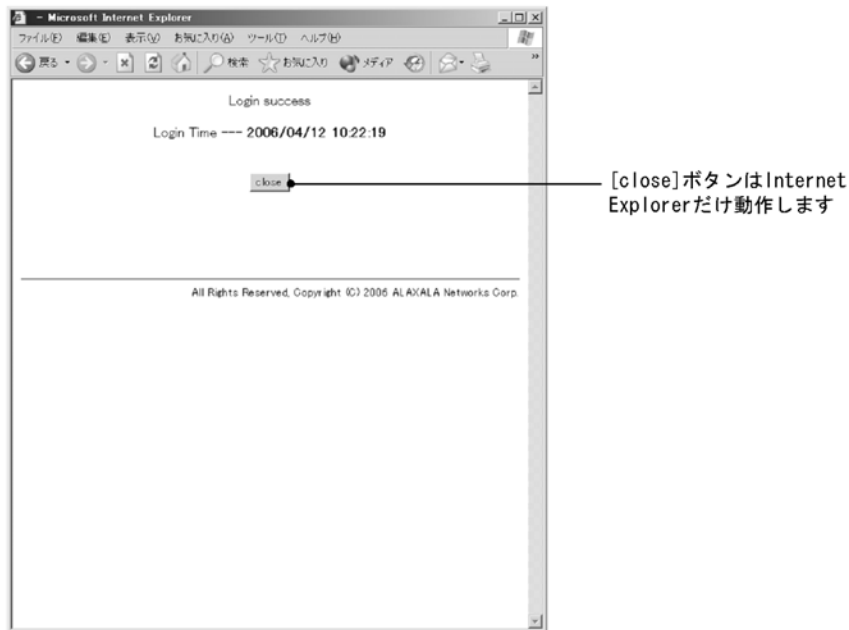 - Microsoft Internet Explorer
ファイル(F) 編集(E) 表示(V) お気に入り(A) ツール(T) ヘルプ(H)
戻る 検索 お気に入り メディア »
Login success
Login Time --- 2006/04/12 10:22:19
close
[close]ボタンはInternet
Explorerだけ動作します
All Rights Reserved, Copyright (C) 2006 ALAXALA Networks Corp.